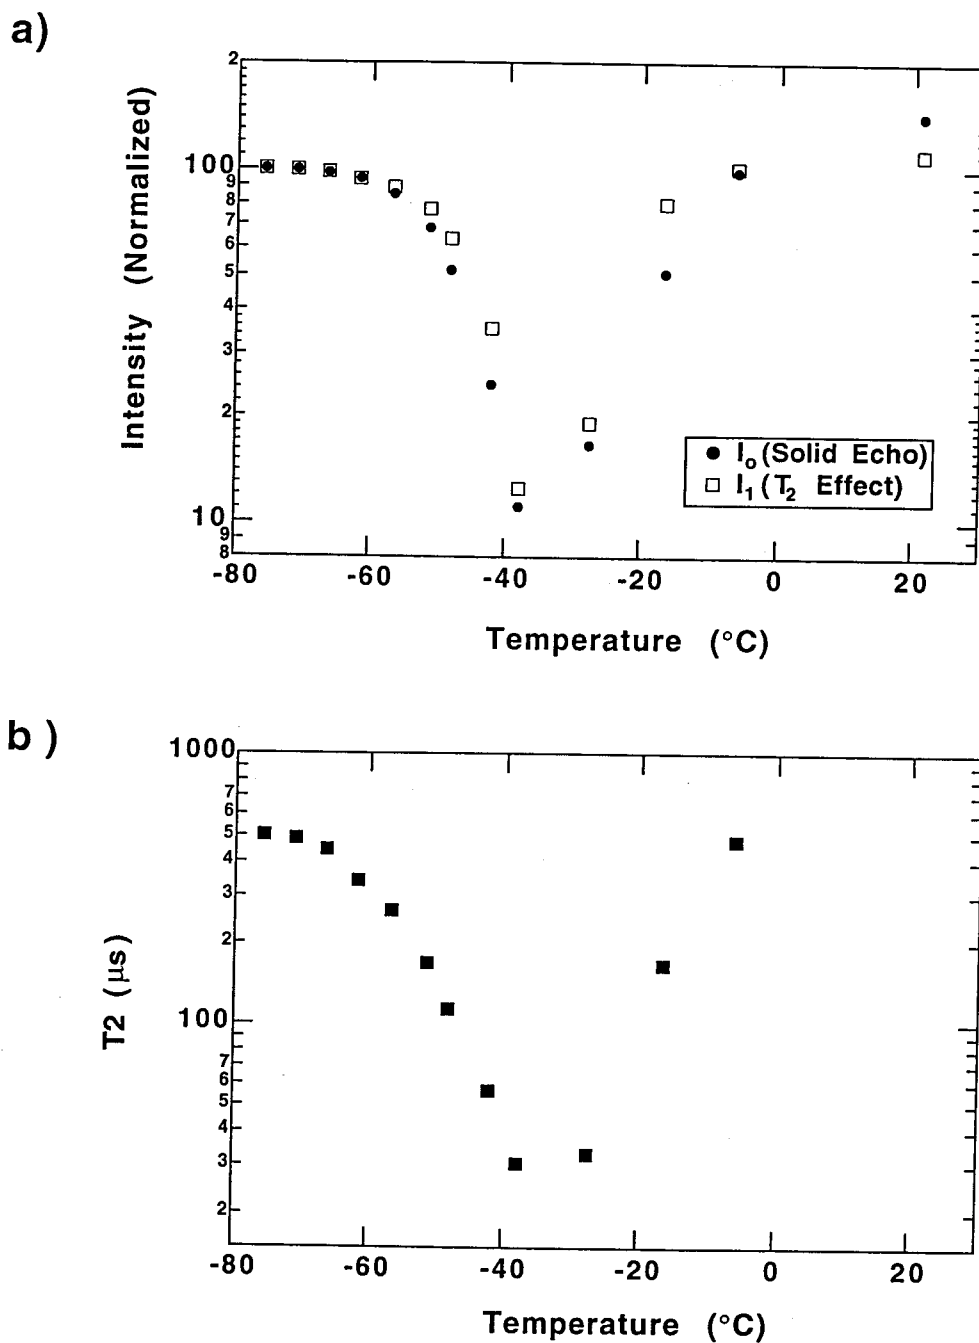 a)
2
100
9
8
7
6
5
4
3
2
10
9
8
-80 -60 -40 -20 0 20
Intensity (Normalized)
I₀ (Solid Echo)
I₁ (T₂ Effect)
Temperature (°C)
b )
1000
7
6
5
4
3
2
100
7
6
5
4
3
2
-80 -60 -40 -20 0 20
T2 (μs)
Temperature (°C)